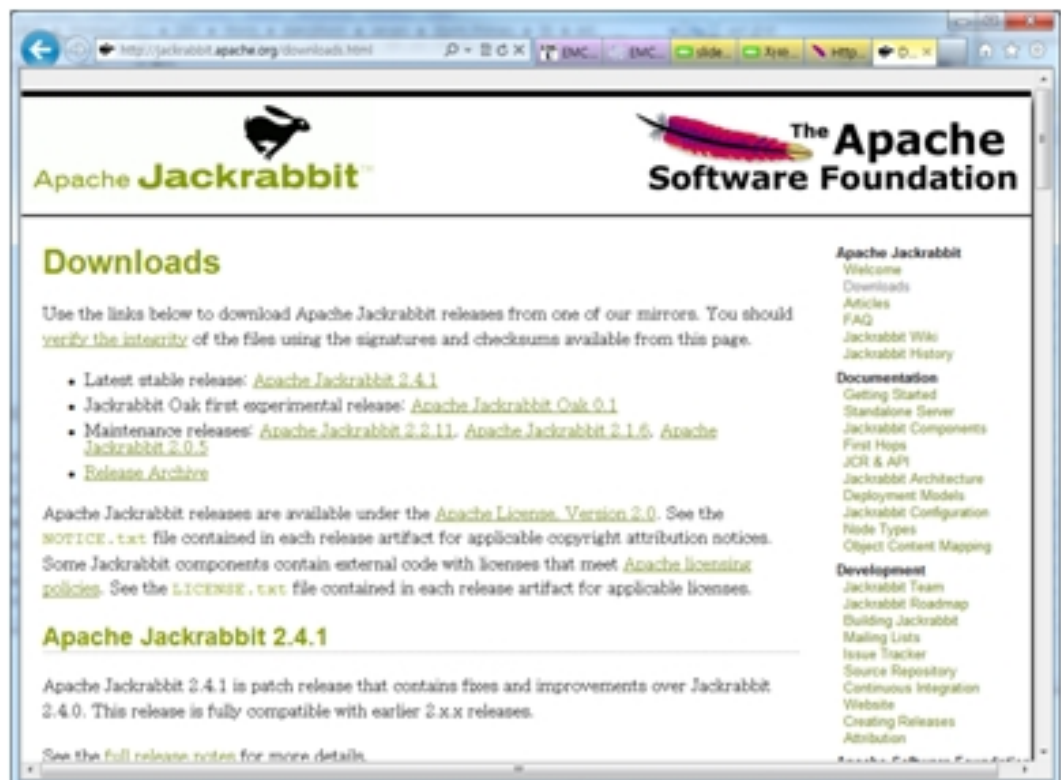 http://jackrabbit.apache.org/downloads.html
EMC...
EMC...
slide...
Http...
D...
Apache Jackrabbit™
The Apache
Software Foundation
Downloads
Use the links below to download Apache Jackrabbit releases from one of our mirrors. You should
verify the integrity of the files using the signatures and checksums available from this page.
• Latest stable release: Apache Jackrabbit 2.4.1
• Jackrabbit Oak first experimental release: Apache Jackrabbit Oak 0.1
• Maintenance releases: Apache Jackrabbit 2.2.11, Apache Jackrabbit 2.1.6, Apache
Jackrabbit 2.0.5
• Release Archive
Apache Jackrabbit releases are available under the Apache License, Version 2.0. See the
NOTICE.txt file contained in each release artifact for applicable copyright attribution notices.
Some Jackrabbit components contain external code with licenses that meet Apache licensing
policies. See the LICENSE.txt file contained in each release artifact for applicable licenses.
Apache Jackrabbit 2.4.1
Apache Jackrabbit 2.4.1 is patch release that contains fixes and improvements over Jackrabbit
2.4.0. This release is fully compatible with earlier 2.x.x releases.
See the full release notes for more details.
Apache Jackrabbit
Welcome
Downloads
Articles
FAQ
Jackrabbit Wiki
Jackrabbit History
Documentation
Getting Started
Standalone Server
Jackrabbit Components
First Hops
JCR & API
Jackrabbit Architecture
Deployment Models
Jackrabbit Configuration
Node Types
Object Content Mapping
Development
Jackrabbit Team
Jackrabbit Roadmap
Building Jackrabbit
Mailing Lists
Issue Tracker
Source Repository
Continuous Integration
Website
Creating Releases
Attribution
Apache Software Foundation